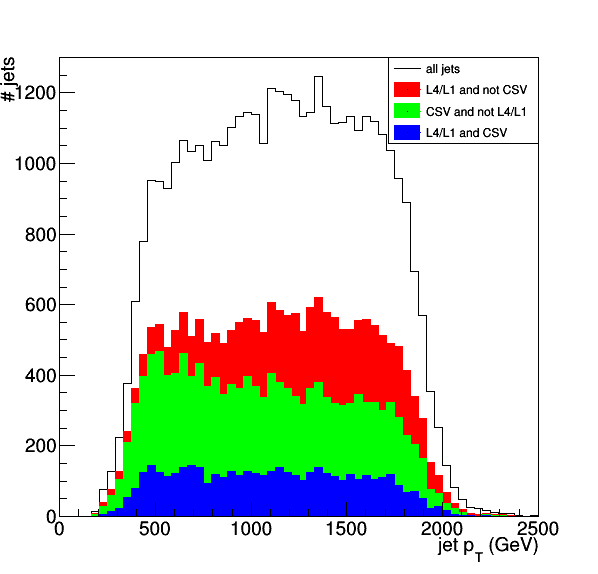 # jets
1200
1000
800
600
400
200
0
all jets
L4/L1 and not CSV
CSV and not L4/L1
L4/L1 and CSV
0 500 1000 1500 2000 2500
jet p_T (GeV)